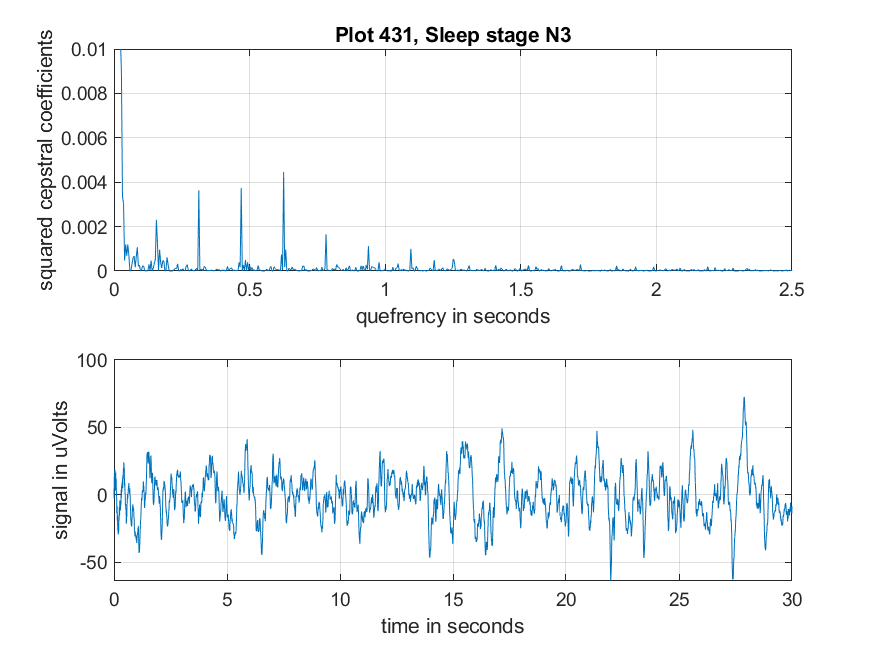 Plot 431, Sleep stage N3
squared cepstral coefficients
0.01
0.008
0.006
0.004
0.002
0
0 0.5 1 1.5 2 2.5
quefrency in seconds
signal in uVolts
100
50
0
-50
0 5 10 15 20 25 30
time in seconds